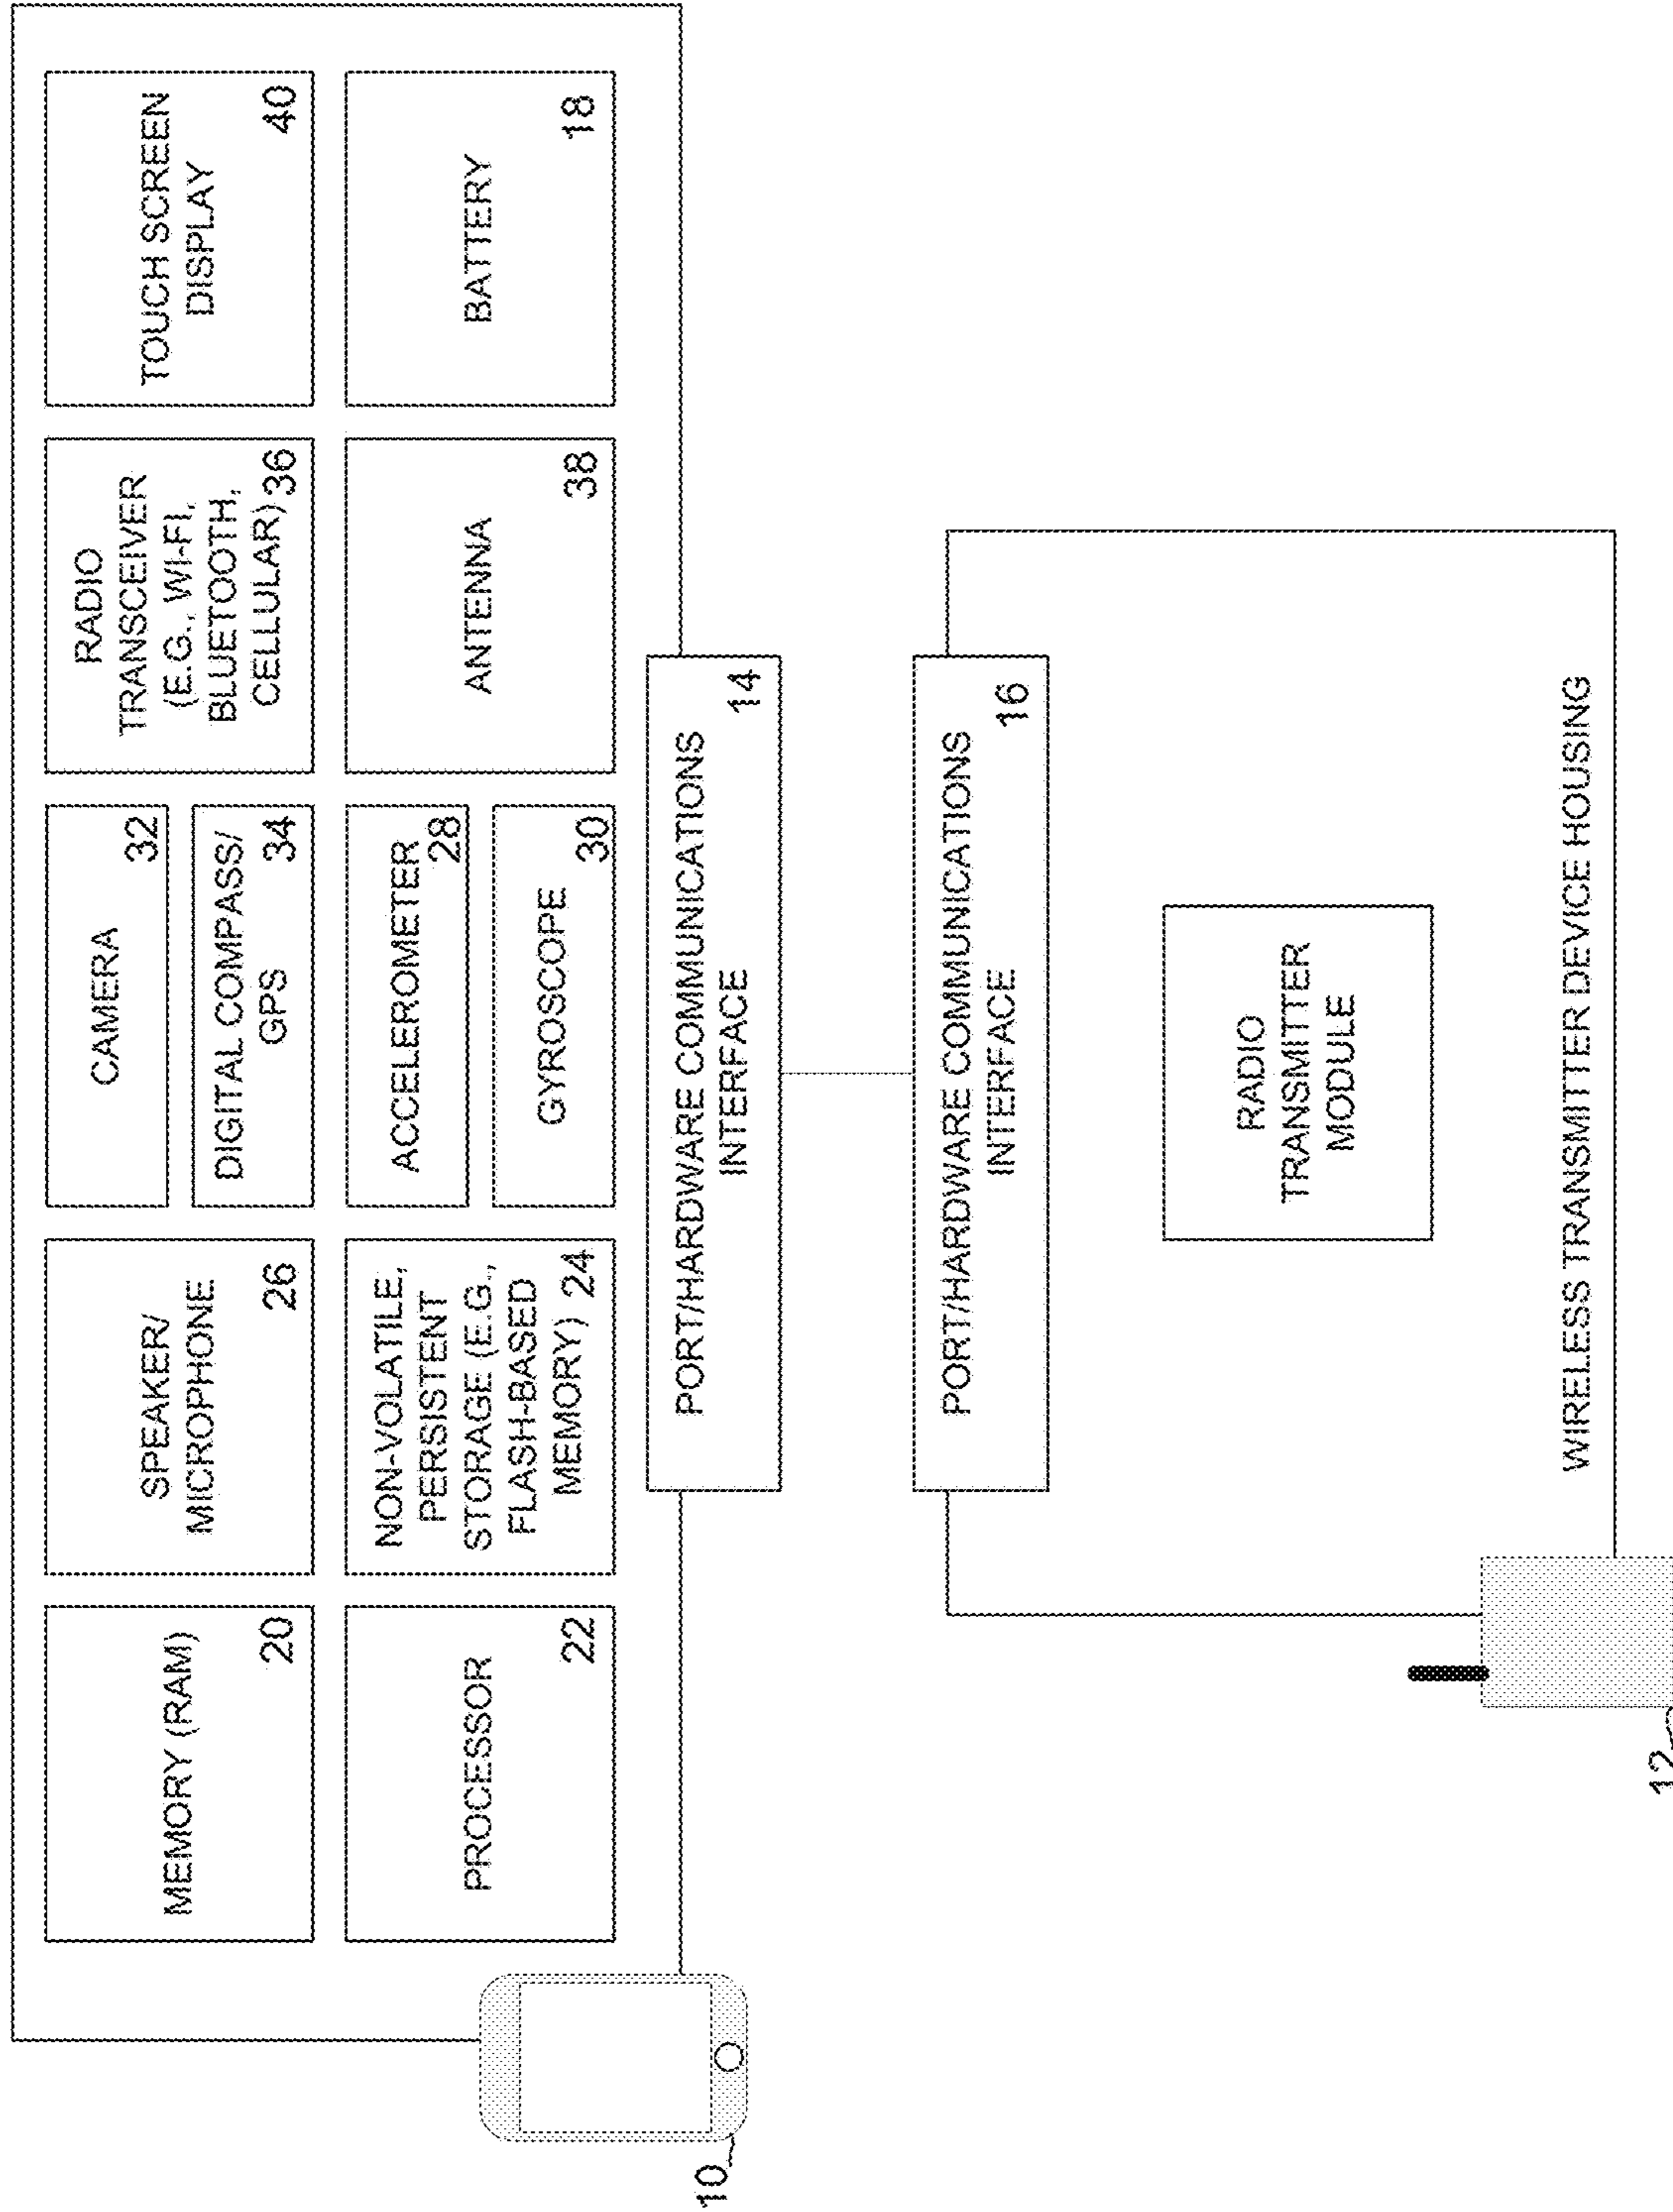 MEMORY (RAM)
20
SPEAKER/
MICROPHONE
26
CAMERA
32
DIGITAL COMPASS/
GPS
34
RADIO
TRANSCEIVER
(E.G., WI-FI,
BLUETOOTH,
CELLULAR)
36
TOUCH SCREEN
DISPLAY
40
PROCESSOR
22
NON-VOLATILE,
PERSISTENT
STORAGE (E.G.,
FLASH-BASED
MEMORY)
24
ACCELEROMETER
28
GYROSCOPE
30
ANTENNA
38
BATTERY
18
10
PORT/HARDWARE COMMUNICATIONS
INTERFACE
14
PORT/HARDWARE COMMUNICATIONS
INTERFACE
16
RADIO
TRANSMITTER
MODULE
WIRELESS TRANSMITTER DEVICE HOUSING
12